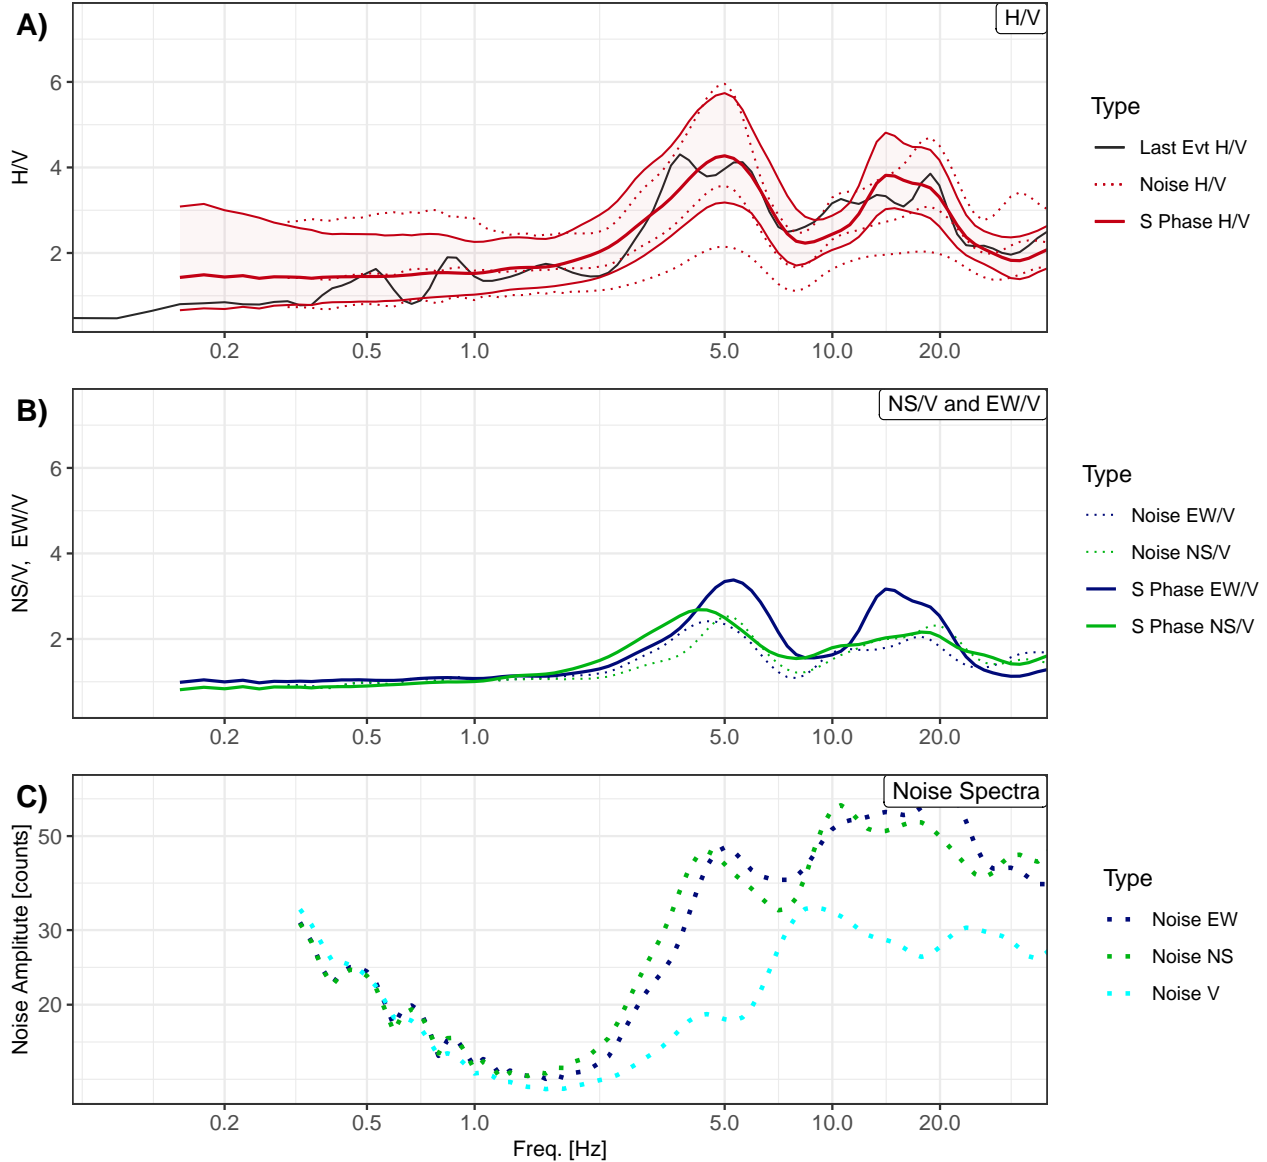 A)
H/V
6
4
2
H/V
0.2 0.5 1.0 5.0 10.0 20.0
Type
Last Evt H/V
Noise H/V
S Phase H/V
B)
NS/V and EW/V
6
4
2
NS/V, EW/V
0.2 0.5 1.0 5.0 10.0 20.0
Type
Noise EW/V
Noise NS/V
S Phase EW/V
S Phase NS/V
C)
Noise Spectra
50
30
20
Noise Amplitute [counts]
0.2 0.5 1.0 5.0 10.0 20.0
Freq. [Hz]
Type
Noise EW
Noise NS
Noise V